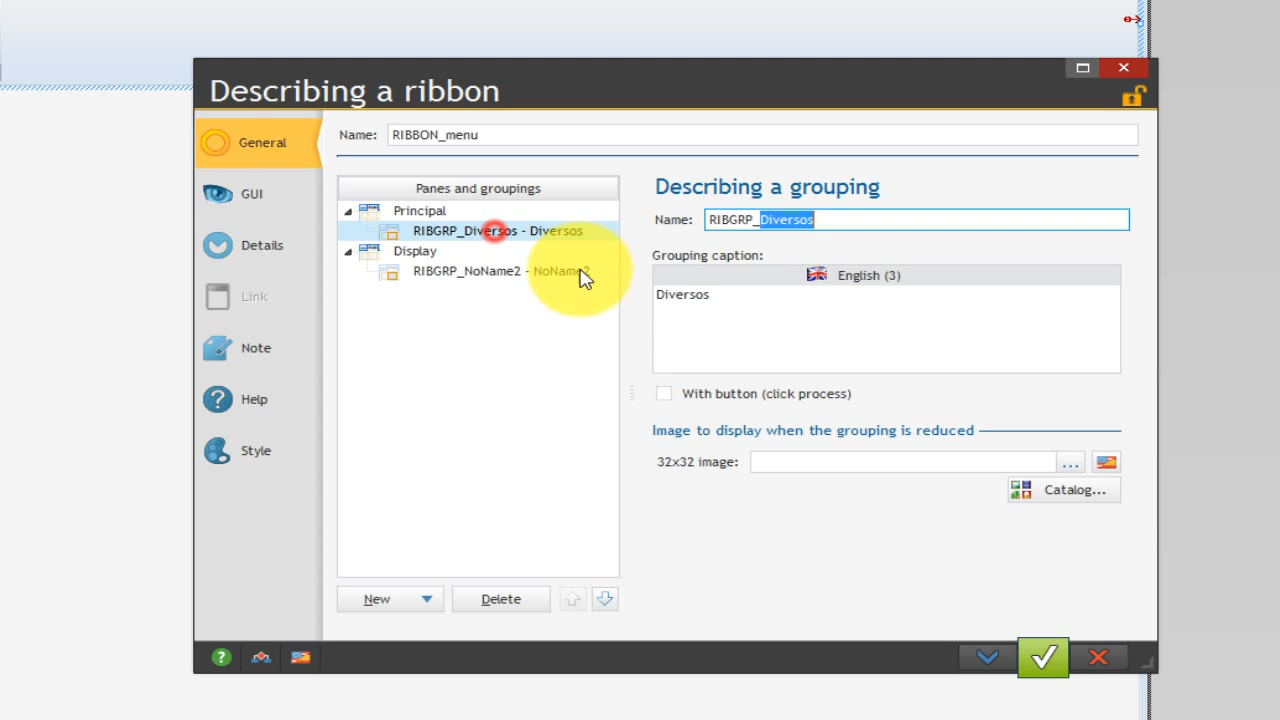 Describing a ribbon
General
GUI
Details
Link
Note
Help
Style
Name: RIBBON_menu
Panes and groupings
Principal
RIBGRP_Diversos - Diversos
Display
RIBGRP_NoName2 - NoName2
New
Delete
Describing a grouping
Name: RIBGRP_Diversos
Grouping caption:
English (3)
Diversos
With button (click process)
Image to display when the grouping is reduced
32x32 image:
...
Catalog...
?